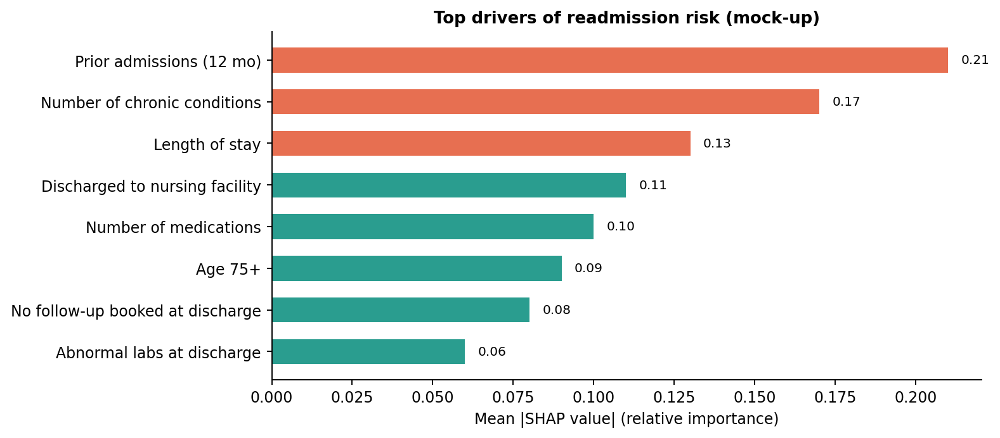 Top drivers of readmission risk (mock-up)
Prior admissions (12 mo)
0.21
Number of chronic conditions
0.17
Length of stay
0.13
Discharged to nursing facility
0.11
Number of medications
0.10
Age 75+
0.09
No follow-up booked at discharge
0.08
Abnormal labs at discharge
0.06
0.000 0.025 0.050 0.075 0.100 0.125 0.150 0.175 0.200
Mean |SHAP value| (relative importance)